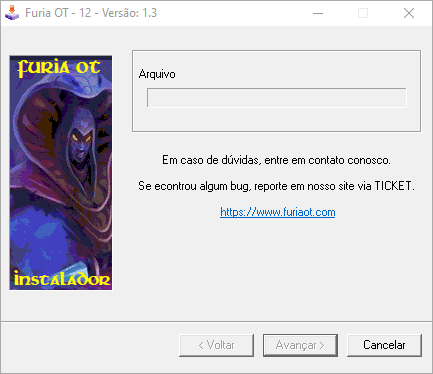 Furia OT - 12 - Versão: 1.3
FURIA OT
INSTALADOR
Arquivo
Em caso de dúvidas, entre em contato conosco.
Se econtrou algum bug, reporte em nosso site via TICKET.
https://www.furiaot.com
< Voltar
Avançar >
Cancelar